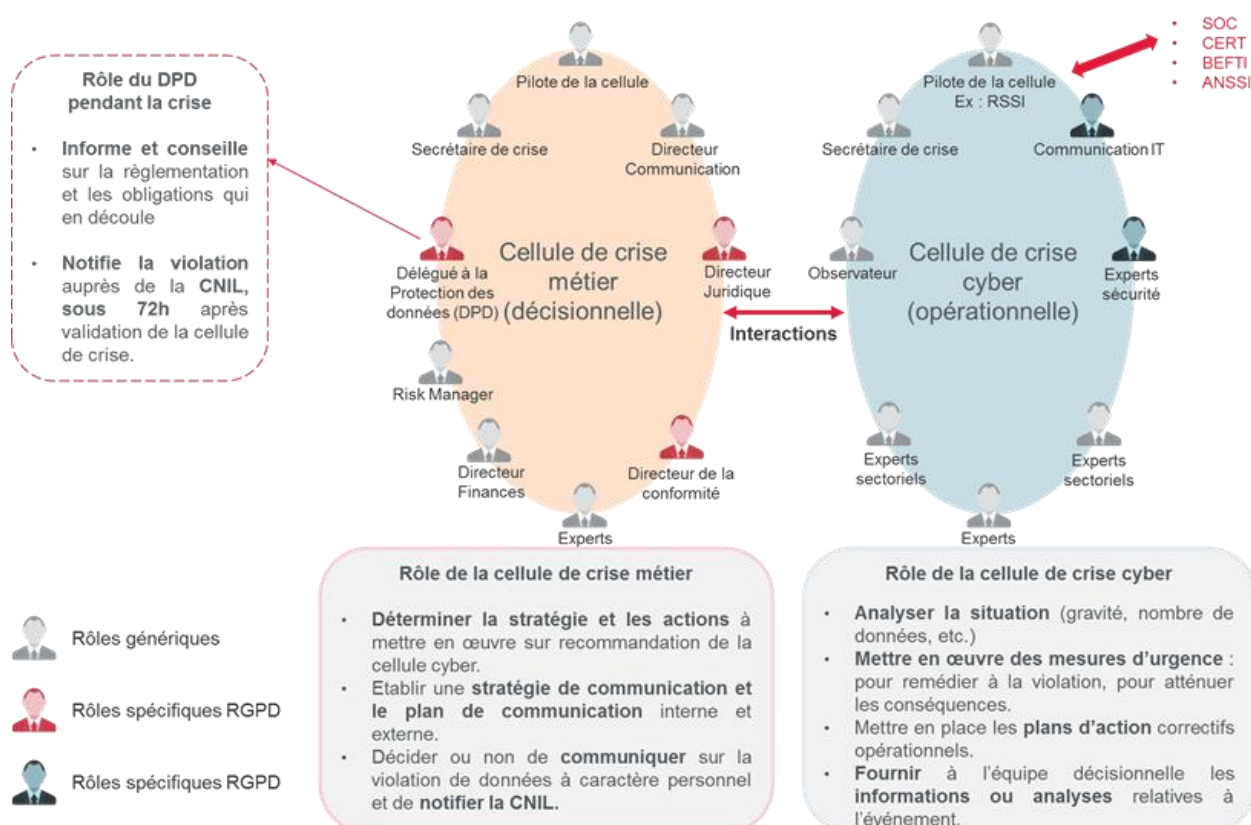 • SOC
• CERT
• BEFTI
• ANSSI
Rôle du DPD
pendant la crise
• Informe et conseille
sur la règlementation
et les obligations qui
en découle
• Notifie la violation
auprès de la CNIL,
sous 72h après
validation de la cellule
de crise.
Pilote de la cellule
Secrétaire de crise
Directeur
Communication
Cellule de crise
métier
(décisionnelle)
Délégué à la
Protection des
données (DPD)
Directeur
Juridique
Risk Manager
Directeur
Finances
Directeur de la
conformité
Experts
Interactions
Pilote de la cellule
Ex : RSSI
Secrétaire de crise
Communication IT
Observateur
Cellule de crise
cyber
(opérationnelle)
Experts
sécurité
Experts
sectoriels
Experts
sectoriels
Experts
Rôles génériques
Rôles spécifiques RGPD
Rôles spécifiques RGPD
Rôle de la cellule de crise métier
• Déterminer la stratégie et les actions à
mettre en œuvre sur recommandation de la
cellule cyber.
• Etablir une stratégie de communication et
le plan de communication interne et
externe.
• Décider ou non de communiquer sur la
violation de données à caractère personnel
et de notifier la CNIL.
Rôle de la cellule de crise cyber
• Analyser la situation (gravité, nombre de
données, etc.)
• Mettre en œuvre des mesures d'urgence :
pour remédier à la violation, pour atténuer
les conséquences.
• Mettre en place les plans d'action correctifs
opérationnels.
• Fournir à l'équipe décisionnelle les
informations ou analyses relatives à
l'événement.